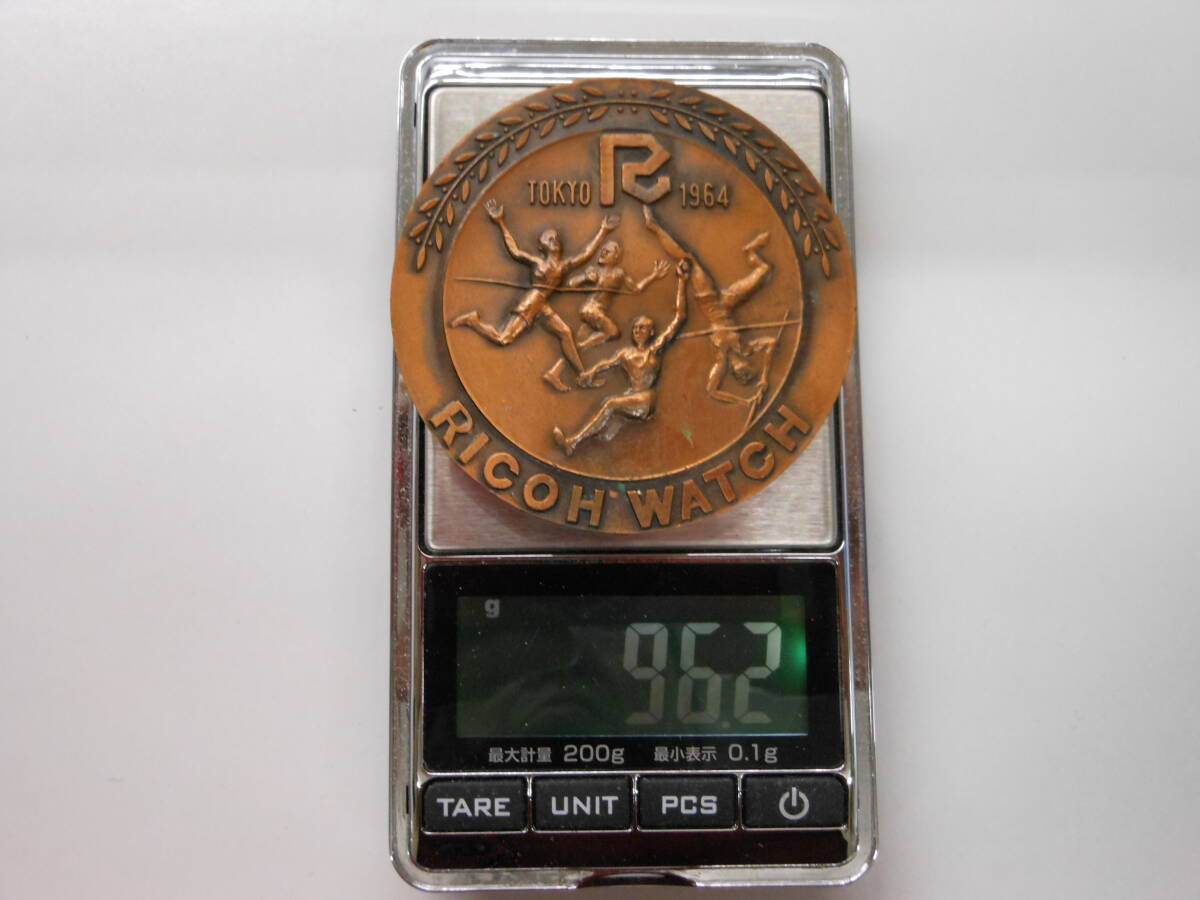 R
TOKYO 1964
RICOH WATCH
g
96.2
最大計量 200g 最小表示 0.1g
TARE UNIT PCS